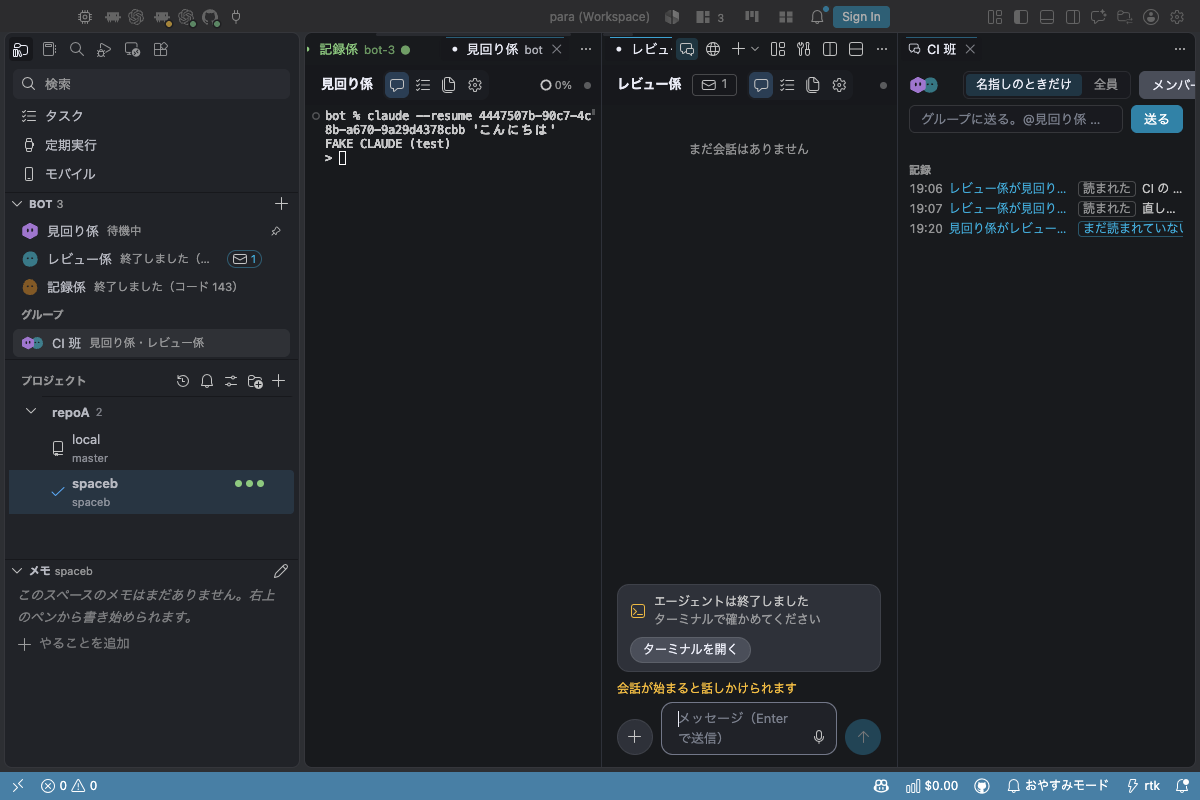 para (Workspace)
3
Sign In
検索
タスク
定期実行
モバイル
BOT 3
見回り係 待機中
レビュー係 終了しました（... 1
記録係 終了しました（コード 143）
グループ
CI 班 見回り係・レビュー係
プロジェクト
repoA 2
local
master
spaceb
spaceb
メモ spaceb
このスペースのメモはまだありません。右上
のペンから書き始められます。
やることを追加
記録係 bot-3
見回り係 bot
見回り係 0%
bot % claude --resume 4447507b-90c7-4c
8b-a670-9a29d4378cbb 'こんにちは'
FAKE CLAUDE (test)
>
レビュ
レビュー係 1
まだ会話はありません
エージェントは終了しました
ターミナルで確かめてください
ターミナルを開く
会話が始まると話しかけられます
メッセージ（Enter
で送信）
CI 班
名指しのときだけ 全員 メンバー
グループに送る。@見回り係 ... 送る
記録
19:06 レビュー係が見回り... 読まれた CI の ...
19:07 レビュー係が見回り... 読まれた 直し...
19:20 見回り係がレビュー... まだ読まれていない
0 0
$0.00
おやすみモード
rtk